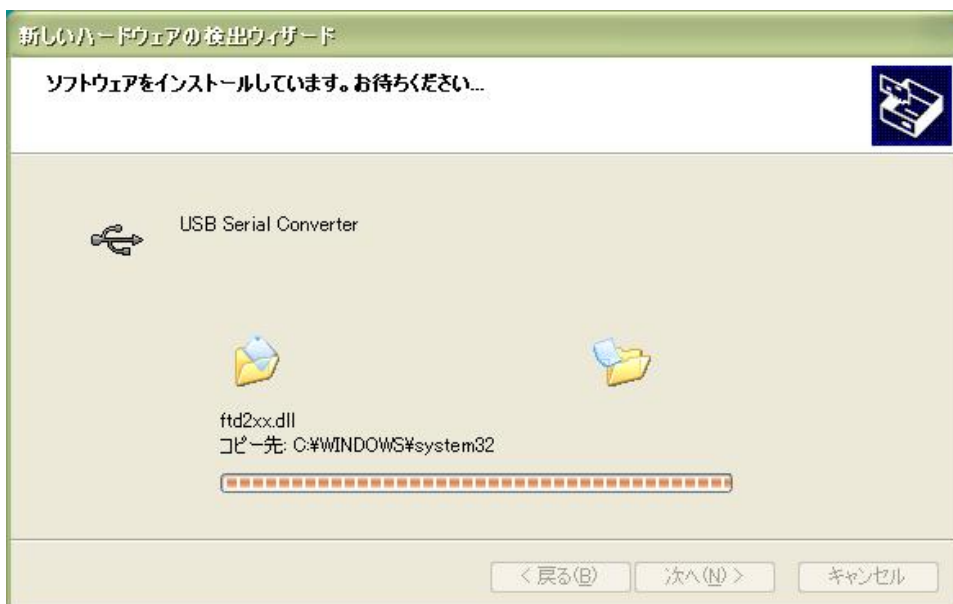 新しいハードウェアの検出ウィザード
ソフトウェアをインストールしています。お待ちください...
USB Serial Converter
ftd2xx.dll
コピー先: C:¥WINDOWS¥system32
< 戻る(B) 次へ(N) > キャンセル